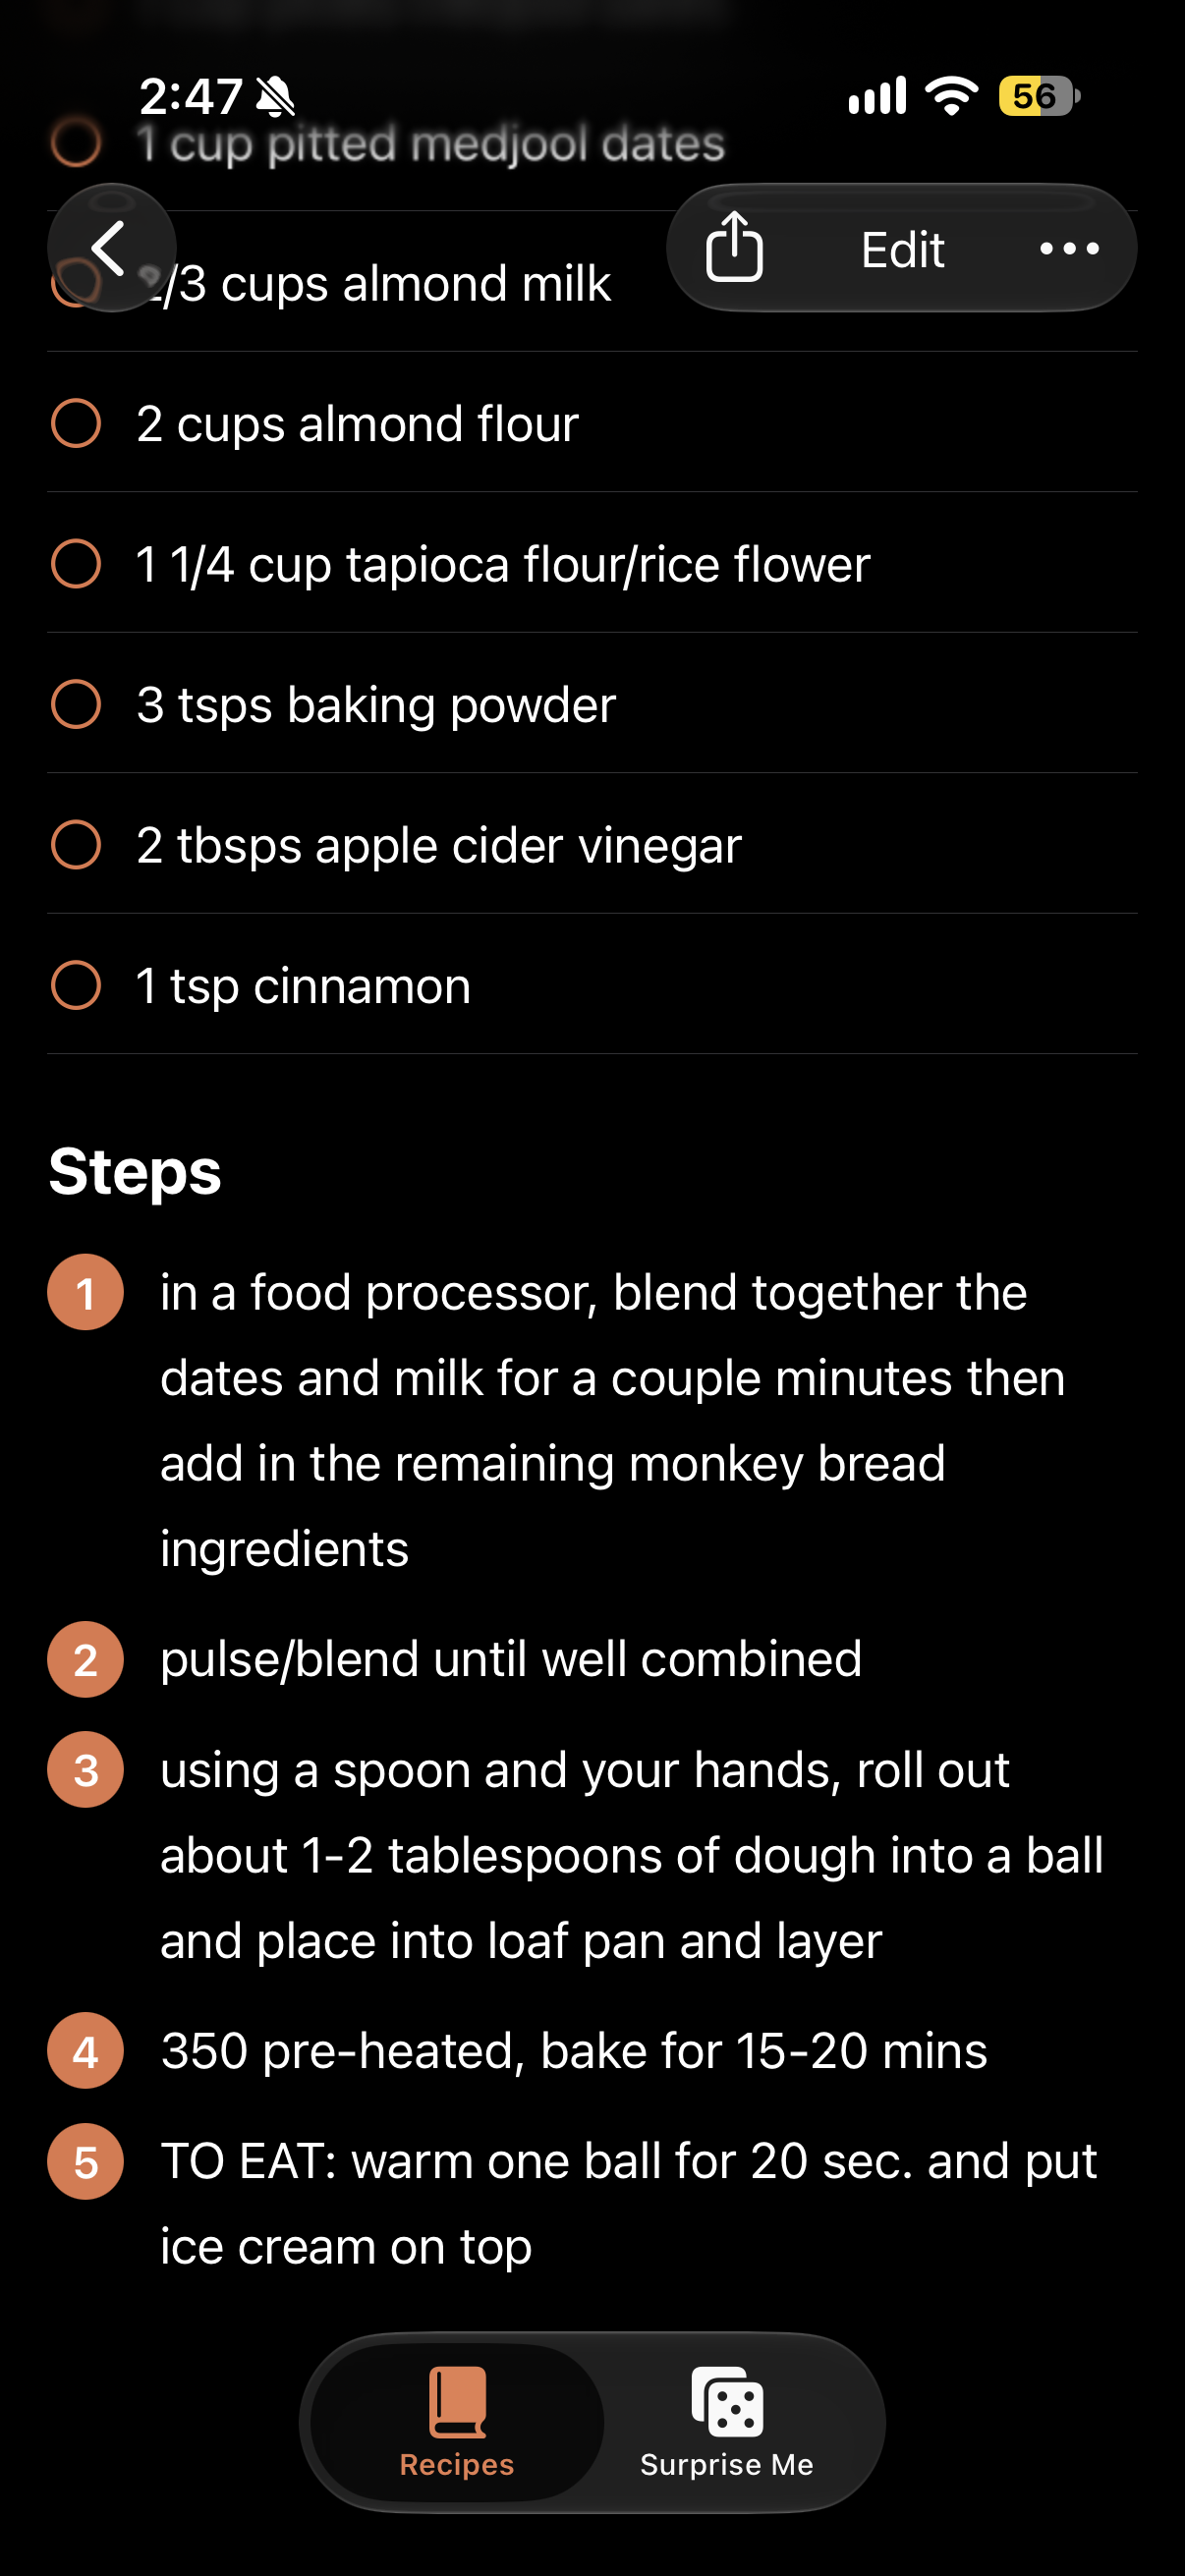 2:47
56
1 cup pitted medjool dates
/3 cups almond milk
Edit
2 cups almond flour
1 1/4 cup tapioca flour/rice flower
3 tsps baking powder
2 tbsps apple cider vinegar
1 tsp cinnamon
Steps
1 in a food processor, blend together the
dates and milk for a couple minutes then
add in the remaining monkey bread
ingredients
2 pulse/blend until well combined
3 using a spoon and your hands, roll out
about 1-2 tablespoons of dough into a ball
and place into loaf pan and layer
4 350 pre-heated, bake for 15-20 mins
5 TO EAT: warm one ball for 20 sec. and put
ice cream on top
Recipes
Surprise Me